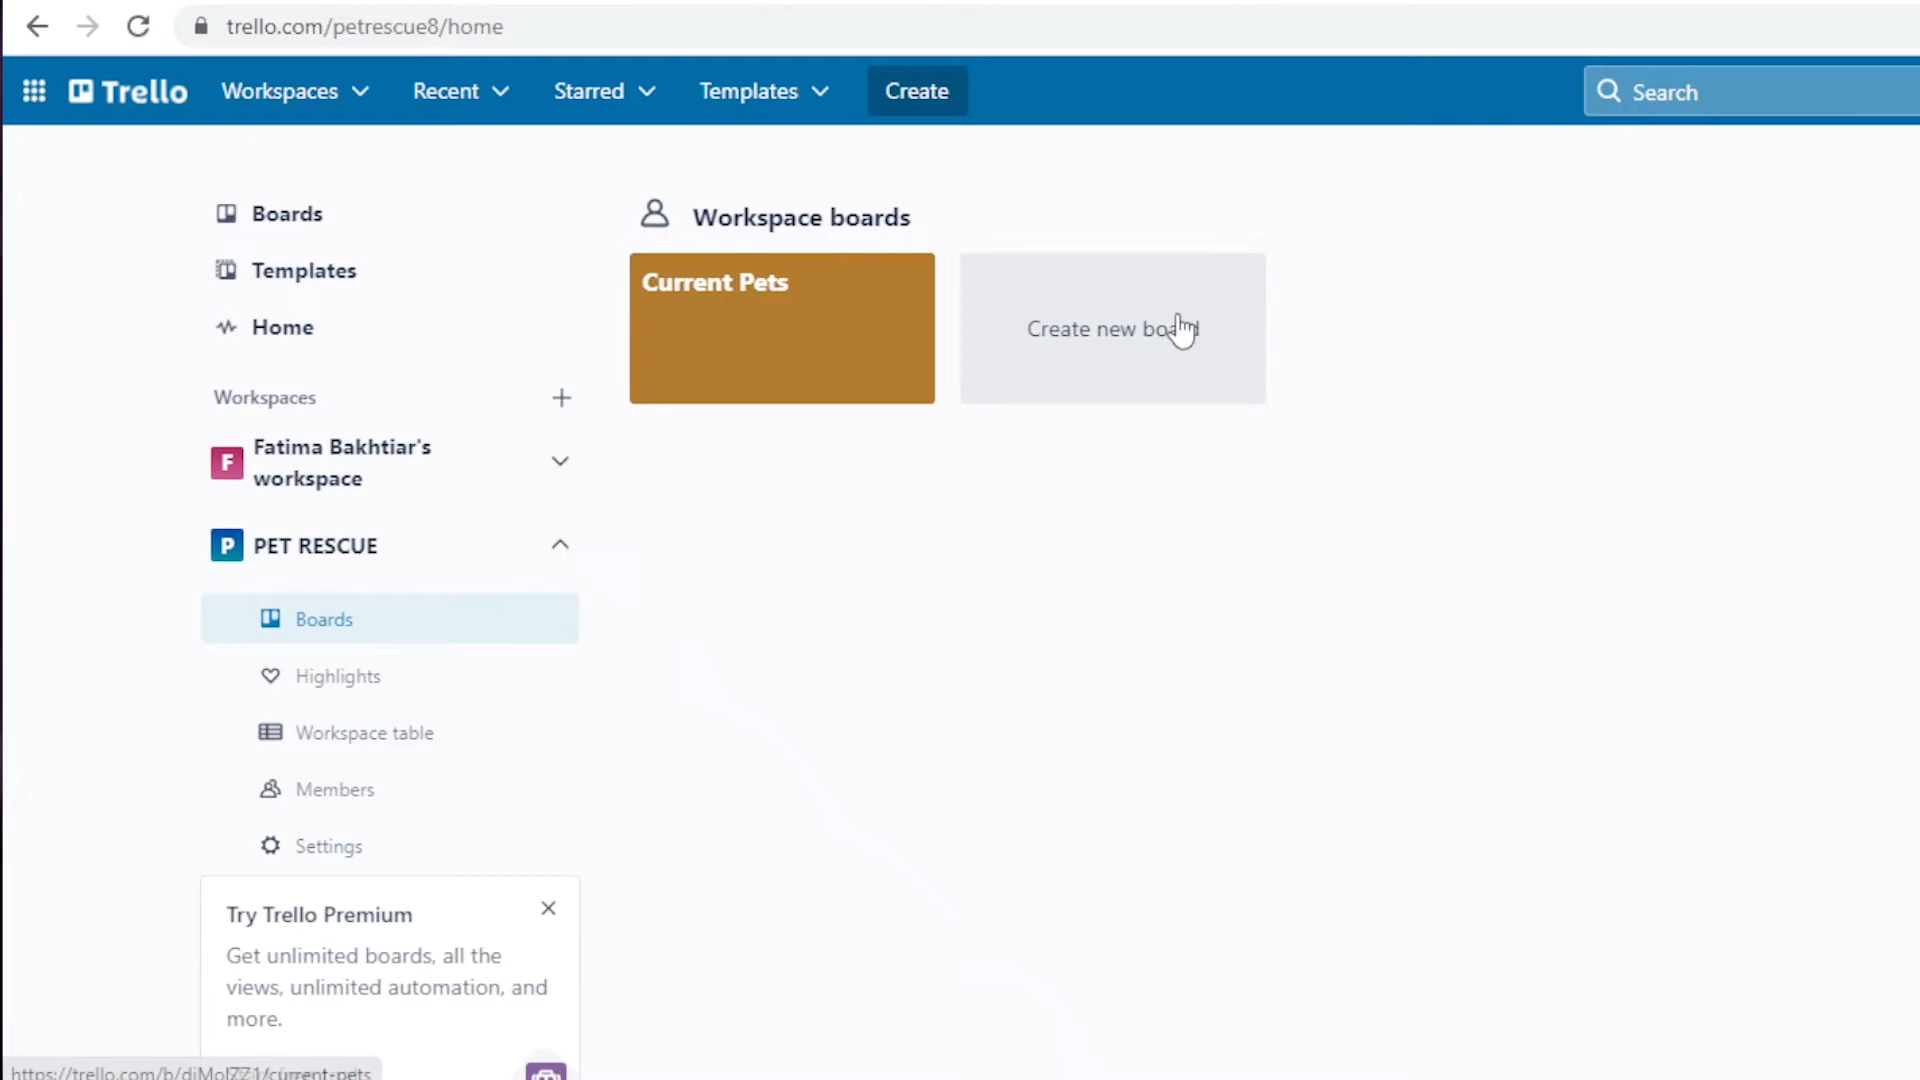 trello.com/petrescue8/home
Trello Workspaces Recent Starred Templates Create Search
Boards
Templates
Home
Workspaces
F Fatima Bakhtiar's
workspace
P PET RESCUE
Boards
Highlights
Workspace table
Members
Settings
Try Trello Premium
Get unlimited boards, all the
views, unlimited automation, and
more.
Workspace boards
Current Pets
Create new board